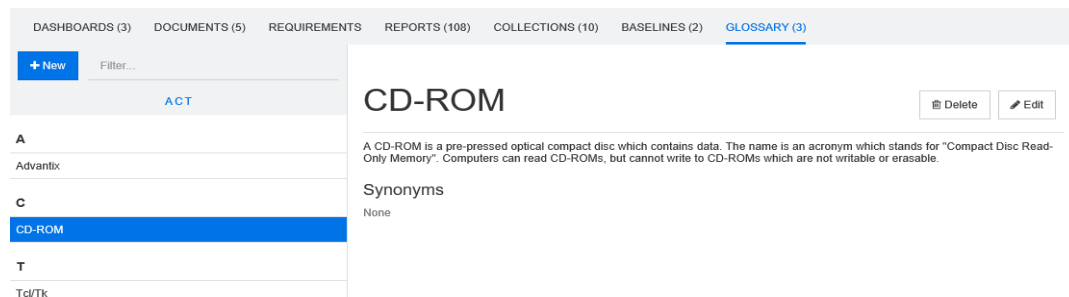 DASHBOARDS (3) DOCUMENTS (5) REQUIREMENTS REPORTS (108) COLLECTIONS (10) BASELINES (2) GLOSSARY (3)
+ New Filter...
A C T
A
Advantix
C
CD-ROM
T
Tcl/Tk
CD-ROM
Delete Edit
A CD-ROM is a pre-pressed optical compact disc which contains data. The name is an acronym which stands for "Compact Disc Read-
Only Memory". Computers can read CD-ROMs, but cannot write to CD-ROMs which are not writable or erasable.
Synonyms
None